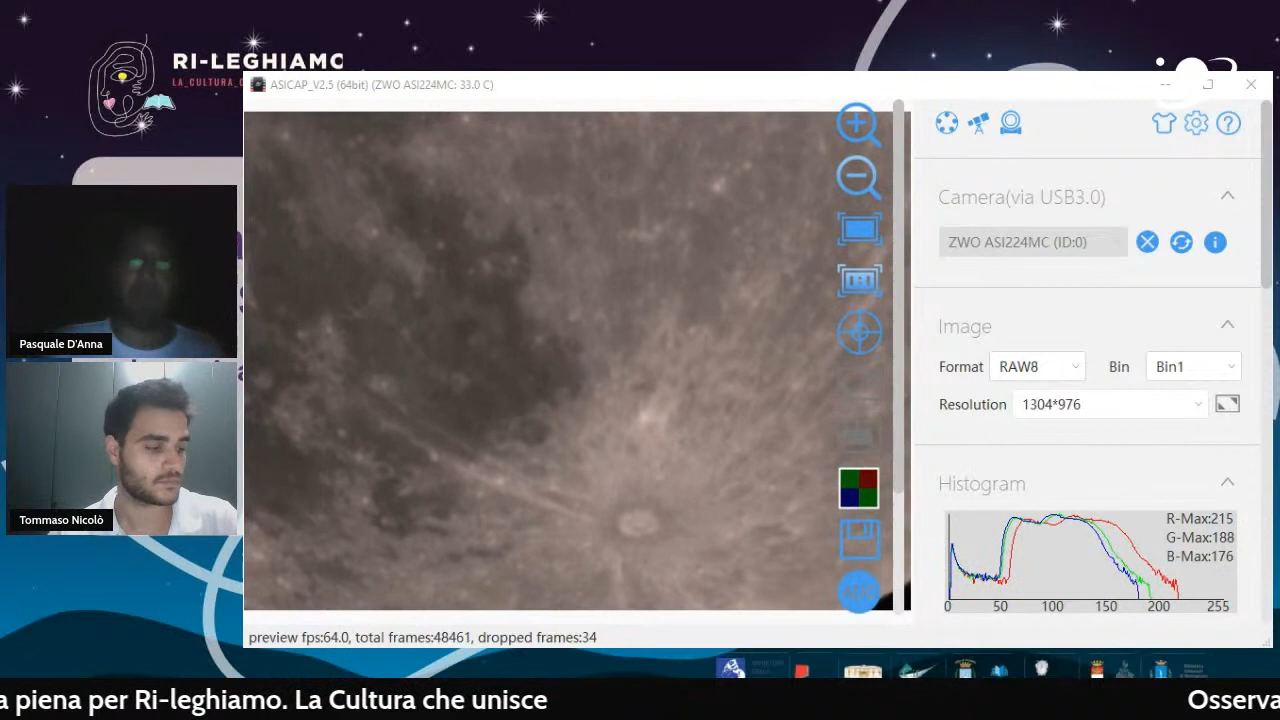 RI-LEGHIAMO
ASICAP_V2.5 (64bit) (ZWO ASI224MC: 33.0 C)
Camera(via USB3.0)
ZWO ASI224MC (ID:0)
Image
Format RAW8 Bin Bin1
Resolution 1304*976
Histogram
R-Max:215
G-Max:188
B-Max:176
0 50 100 150 200 255
preview fps:64.0, total frames:48461, dropped frames:34
Pasquale D'Anna
Tommaso Nicolò
a piena per Ri-leghiamo. La Cultura che unisce
Osserva